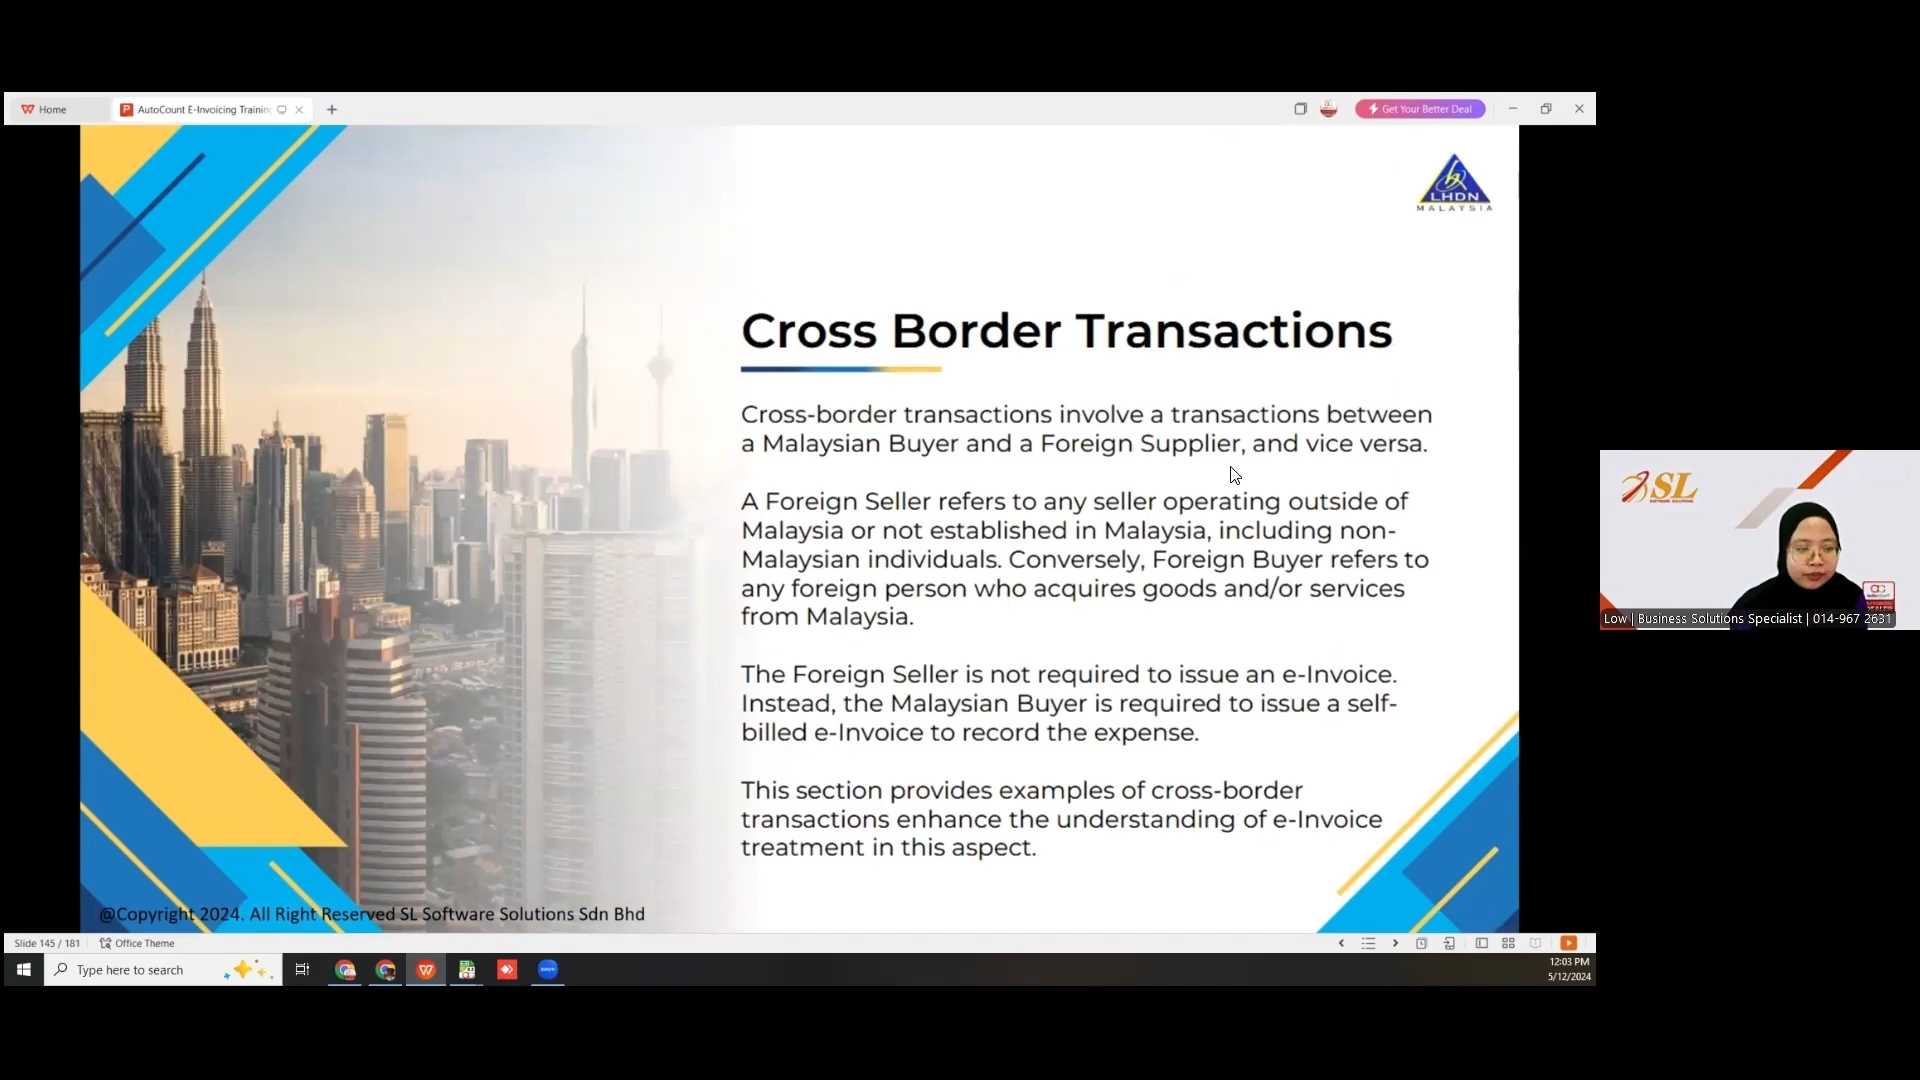 Home
AutoCount E-Invoicing Training
Get Your Better Deal
LHDN
MALAYSIA
Cross Border Transactions
Cross-border transactions involve a transactions between
a Malaysian Buyer and a Foreign Supplier, and vice versa.
A Foreign Seller refers to any seller operating outside of
Malaysia or not established in Malaysia, including non-
Malaysian individuals. Conversely, Foreign Buyer refers to
any foreign person who acquires goods and/or services
from Malaysia.
The Foreign Seller is not required to issue an e-Invoice.
Instead, the Malaysian Buyer is required to issue a self-
billed e-Invoice to record the expense.
This section provides examples of cross-border
transactions enhance the understanding of e-Invoice
treatment in this aspect.
@Copyright 2024. All Right Reserved SL Software Solutions Sdn Bhd
SL
SOFTWARE SOLUTIONS
Low | Business Solutions Specialist | 014-967 2631
Slide 145 / 181
Office Theme
Type here to search
zoom
12:03 PM
5/12/2024